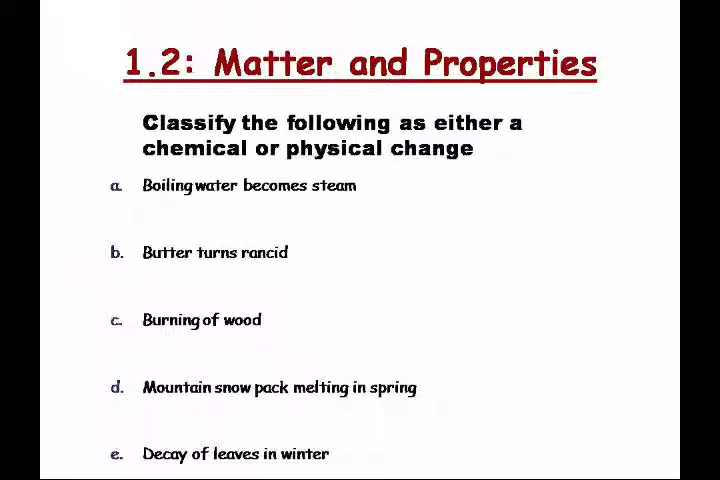 1.2: Matter and Properties
Classify the following as either a
chemical or physical change
a. Boiling water becomes steam
b. Butter turns rancid
c. Burning of wood
d. Mountain snow pack melting in spring
e. Decay of leaves in winter